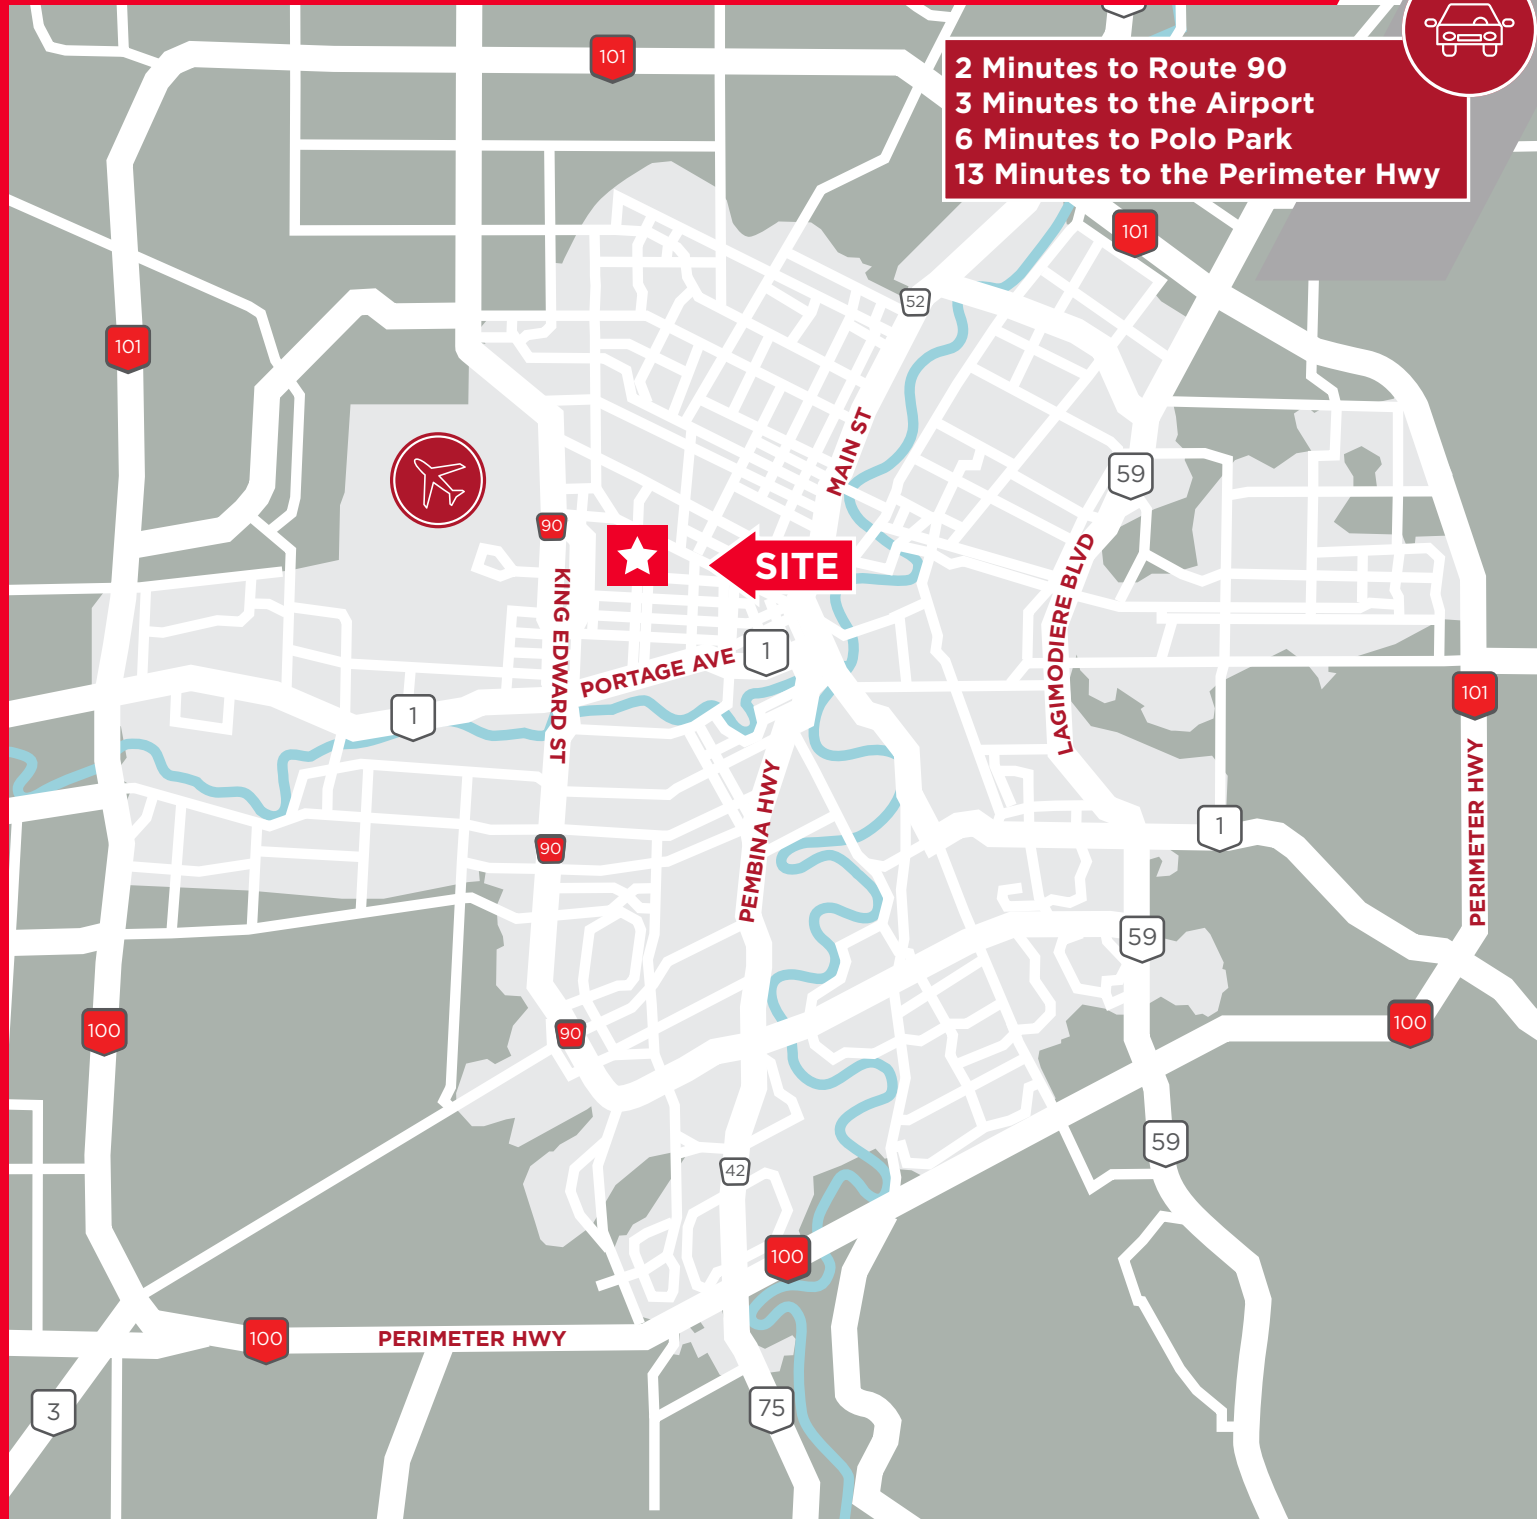 101
2 Minutes to Route 90
3 Minutes to the Airport
6 Minutes to Polo Park
13 Minutes to the Perimeter Hwy
101
52
101
MAIN ST
59
90
SITE
KING EDWARD ST
LAGIMODIERE BLVD
PORTAGE AVE
1
1
101
PERIMETER HWY
PEMBINA HWY
1
90
59
100
90
100
59
42
100
100
PERIMETER HWY
3
75